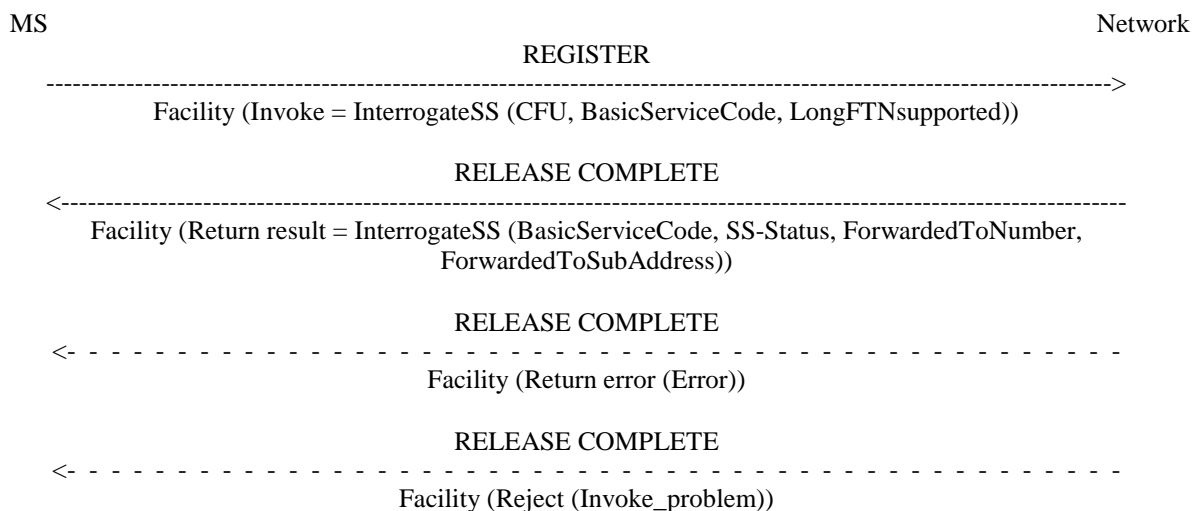 MS Network
REGISTER
------------------------------------------------------------------------------------------------------------------------>
Facility (Invoke = InterrogateSS (CFU, BasicServiceCode, LongFTNsupported))
RELEASE COMPLETE
<------------------------------------------------------------------------------------------------------------------------
Facility (Return result = InterrogateSS (BasicServiceCode, SS-Status, ForwardedToNumber,
ForwardedToSubAddress))
RELEASE COMPLETE
<- - - - - - - - - - - - - - - - - - - - - - - - - - - - - - - - - - - - - - - - - - - - - - - -
Facility (Return error (Error))
RELEASE COMPLETE
<- - - - - - - - - - - - - - - - - - - - - - - - - - - - - - - - - - - - - - - - - - - - - - - -
Facility (Reject (Invoke_problem))